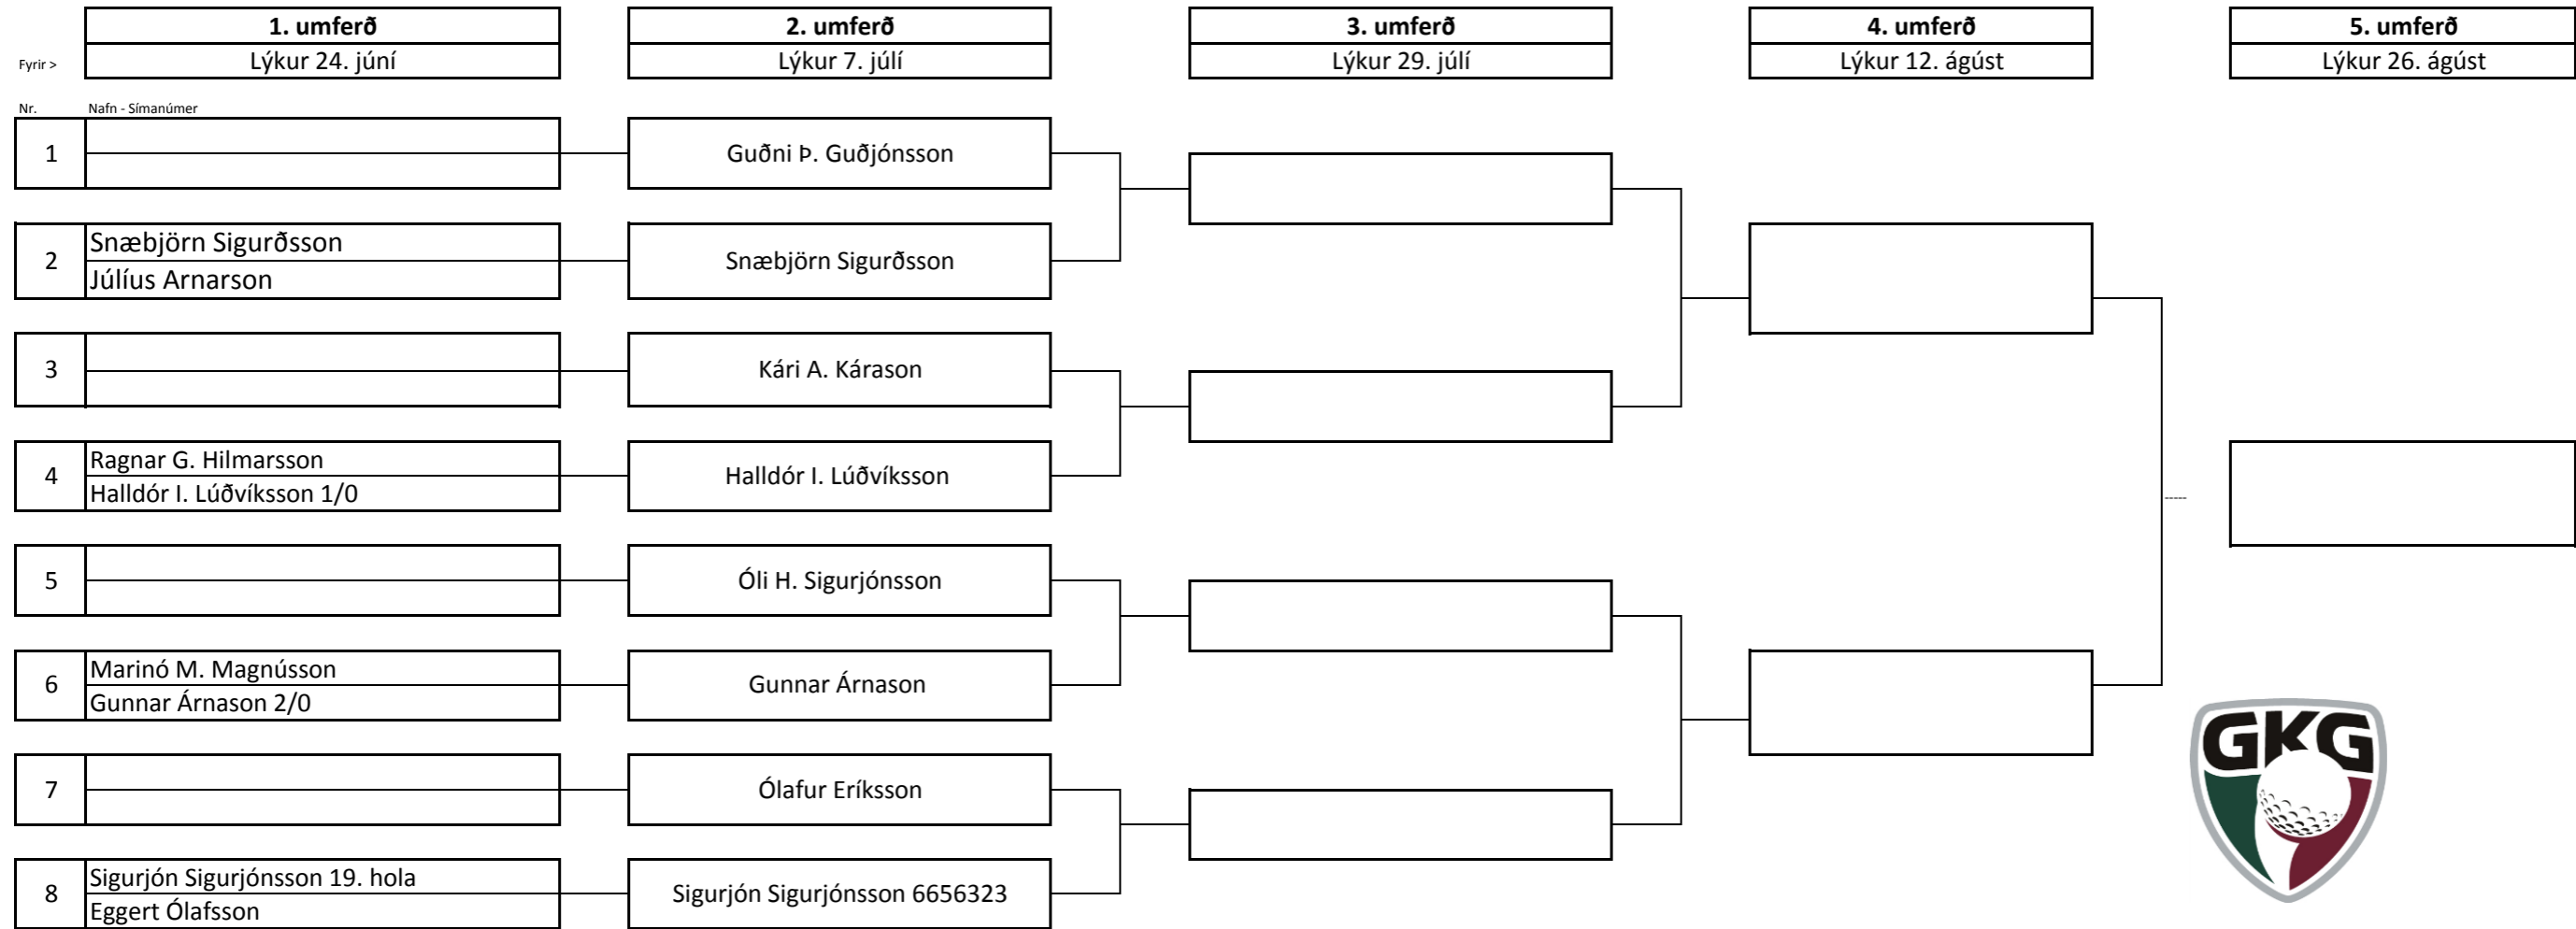 1. umferð
2. umferð
3. umferð
4. umferð
5. umferð
Fyrir >
Lýkur 24. júní
Lýkur 7. júlí
Lýkur 29. júlí
Lýkur 12. ágúst
Lýkur 26. ágúst
Nr.
Nafn - Símanúmer
1
Guðni Þ. Guðjónsson
2
Snæbjörn Sigurðsson
Júlíus Arnarson
Snæbjörn Sigurðsson
3
Kári A. Kárason
4
Ragnar G. Hilmarsson
Halldór I. Lúðvíksson 1/0
Halldór I. Lúðvíksson
-----
5
Óli H. Sigurjónsson
6
Marinó M. Magnússon
Gunnar Árnason 2/0
Gunnar Árnason
GKG
7
Ólafur Eríksson
8
Sigurjón Sigurjónsson 19. hola
Eggert Ólafsson
Sigurjón Sigurjónsson 6656323